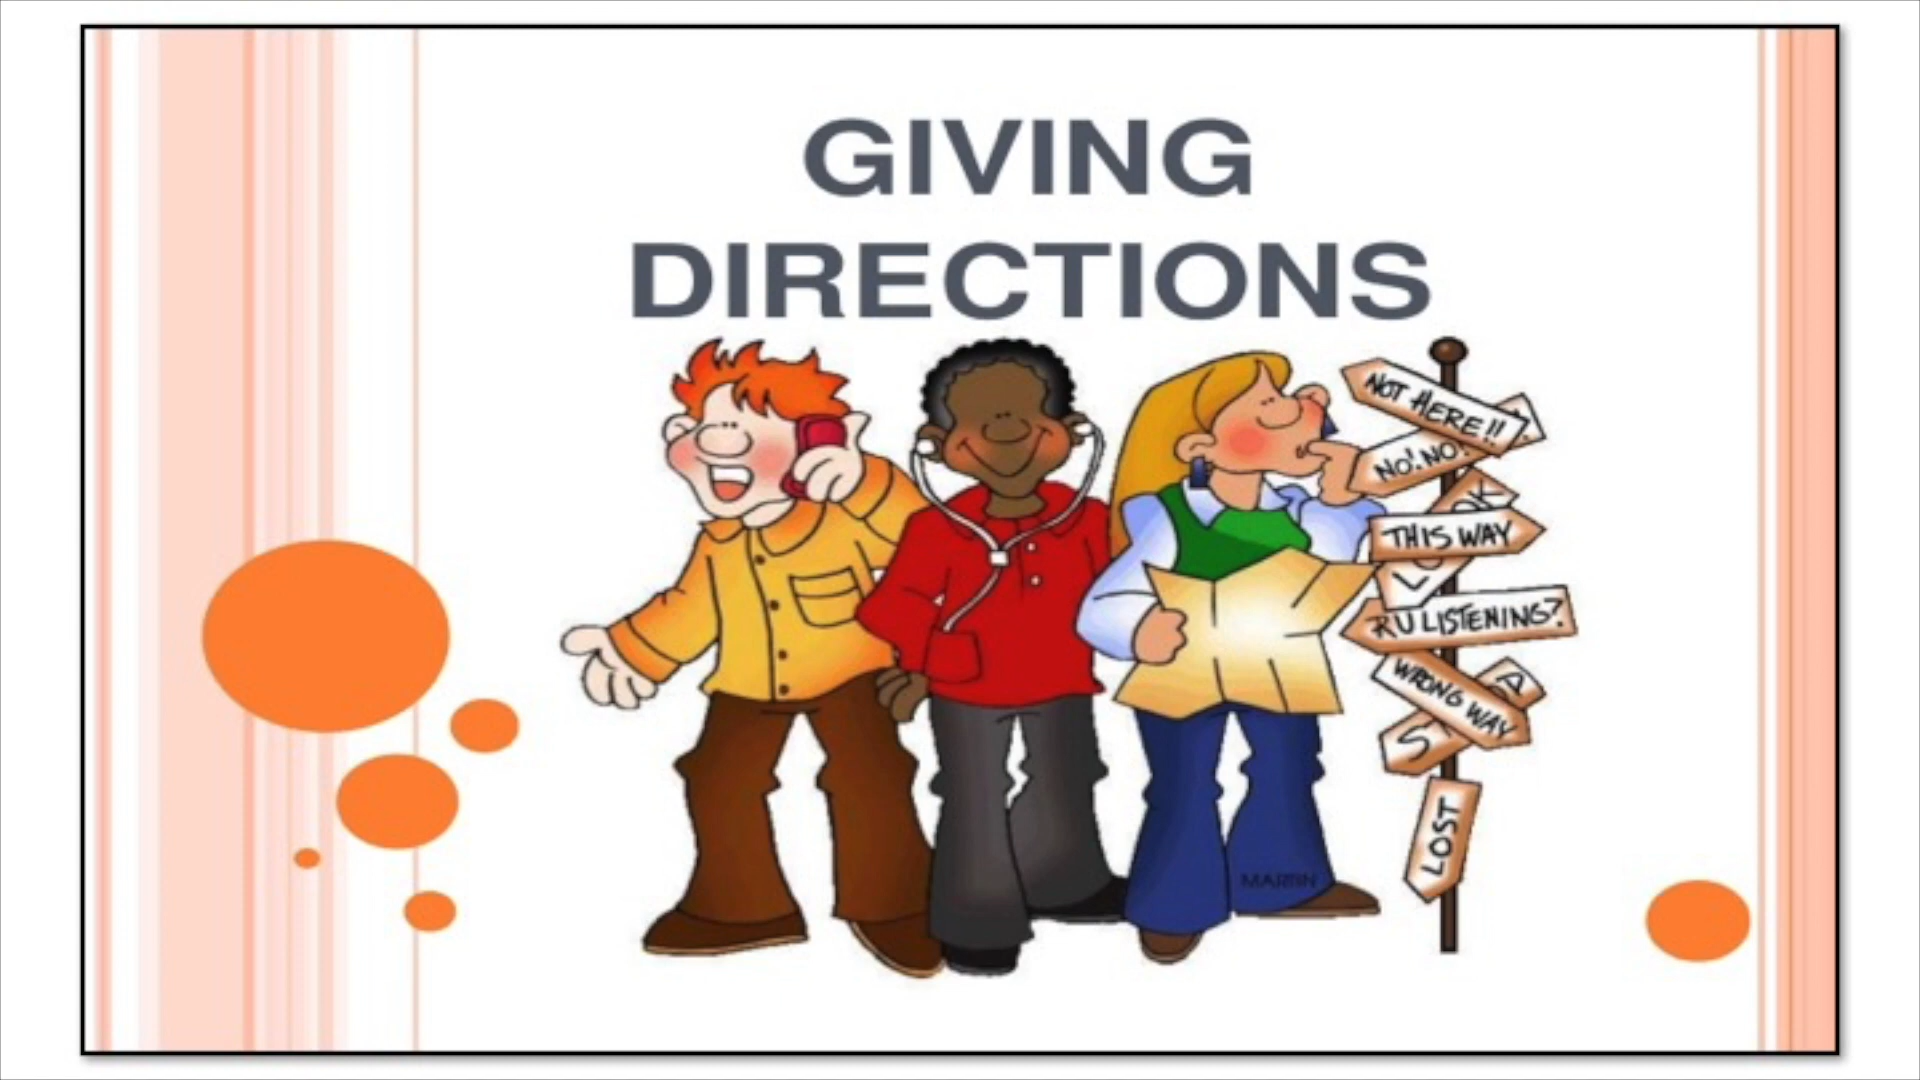 GIVING
DIRECTIONS
NOT HERE!!
NO! NO!
THIS WAY
R U LISTENING?
WRONG WAY
LOST
MARTIN